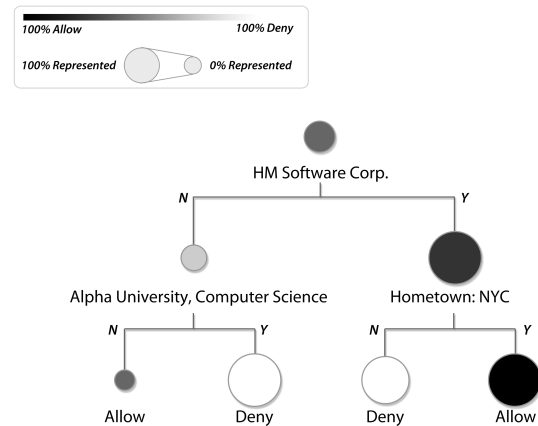 100% Allow 100% Deny
100% Represented 0% Represented
HM Software Corp.
N Y
Alpha University, Computer Science Hometown: NYC
N Y N Y
Allow Deny Deny Allow